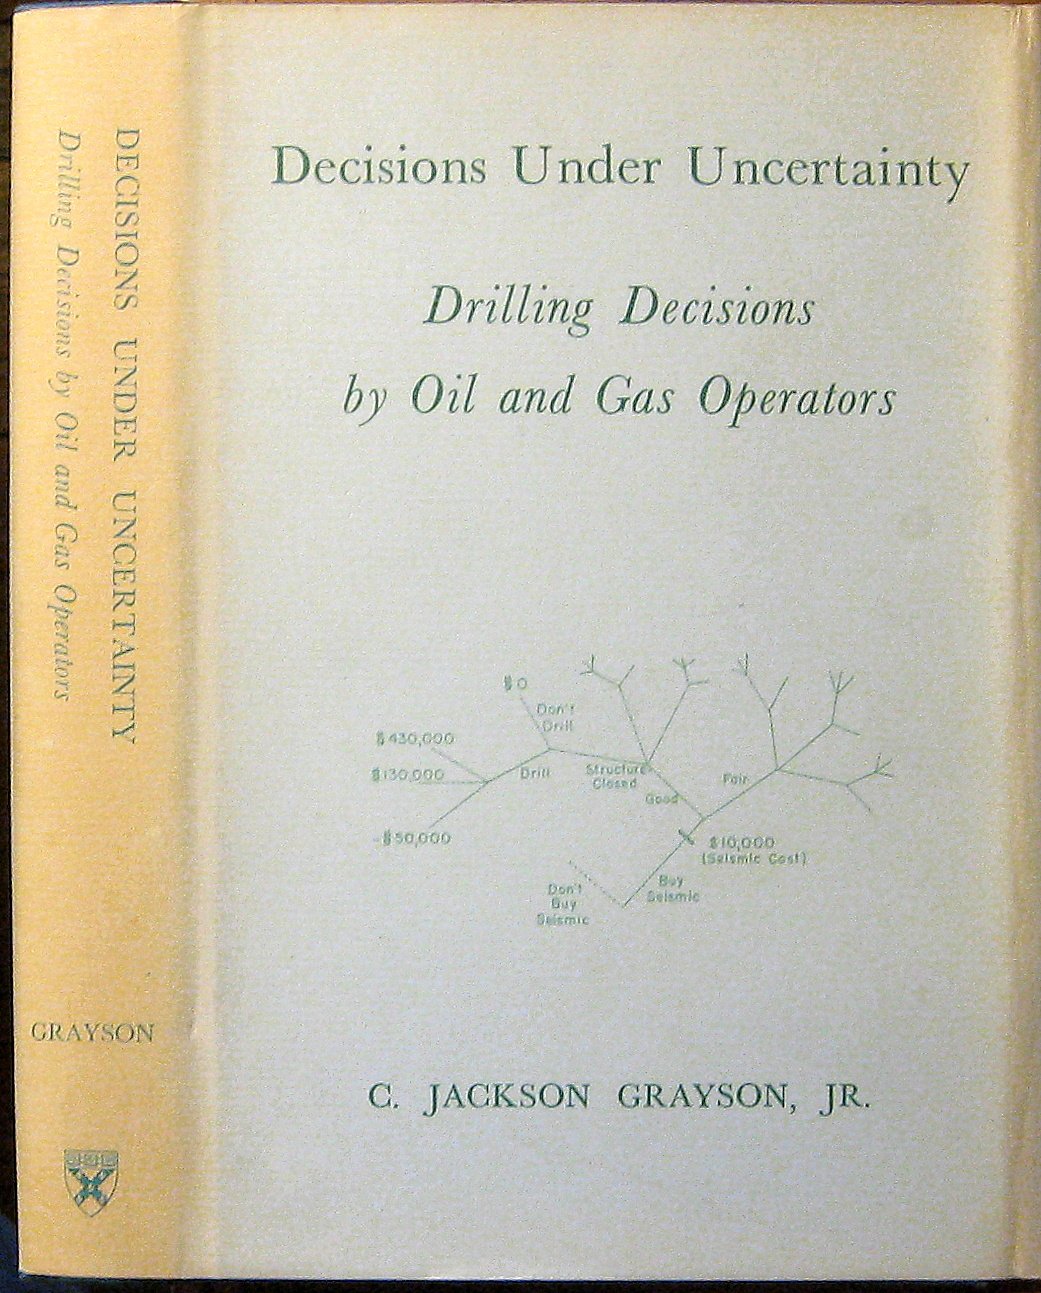 DECISIONS UNDER UNCERTAINTY
Drilling Decisions by Oil and Gas Operators
GRAYSON
Decisions Under Uncertainty
Drilling Decisions
by Oil and Gas Operators
$0
Don't
Drill
$430,000
$130,000
Drill
-$50,000
Structure
Closed
Good
Fair
$10,000
(Seismic Cost)
Buy
Seismic
Don't
Buy
Seismic
C. JACKSON GRAYSON, JR.